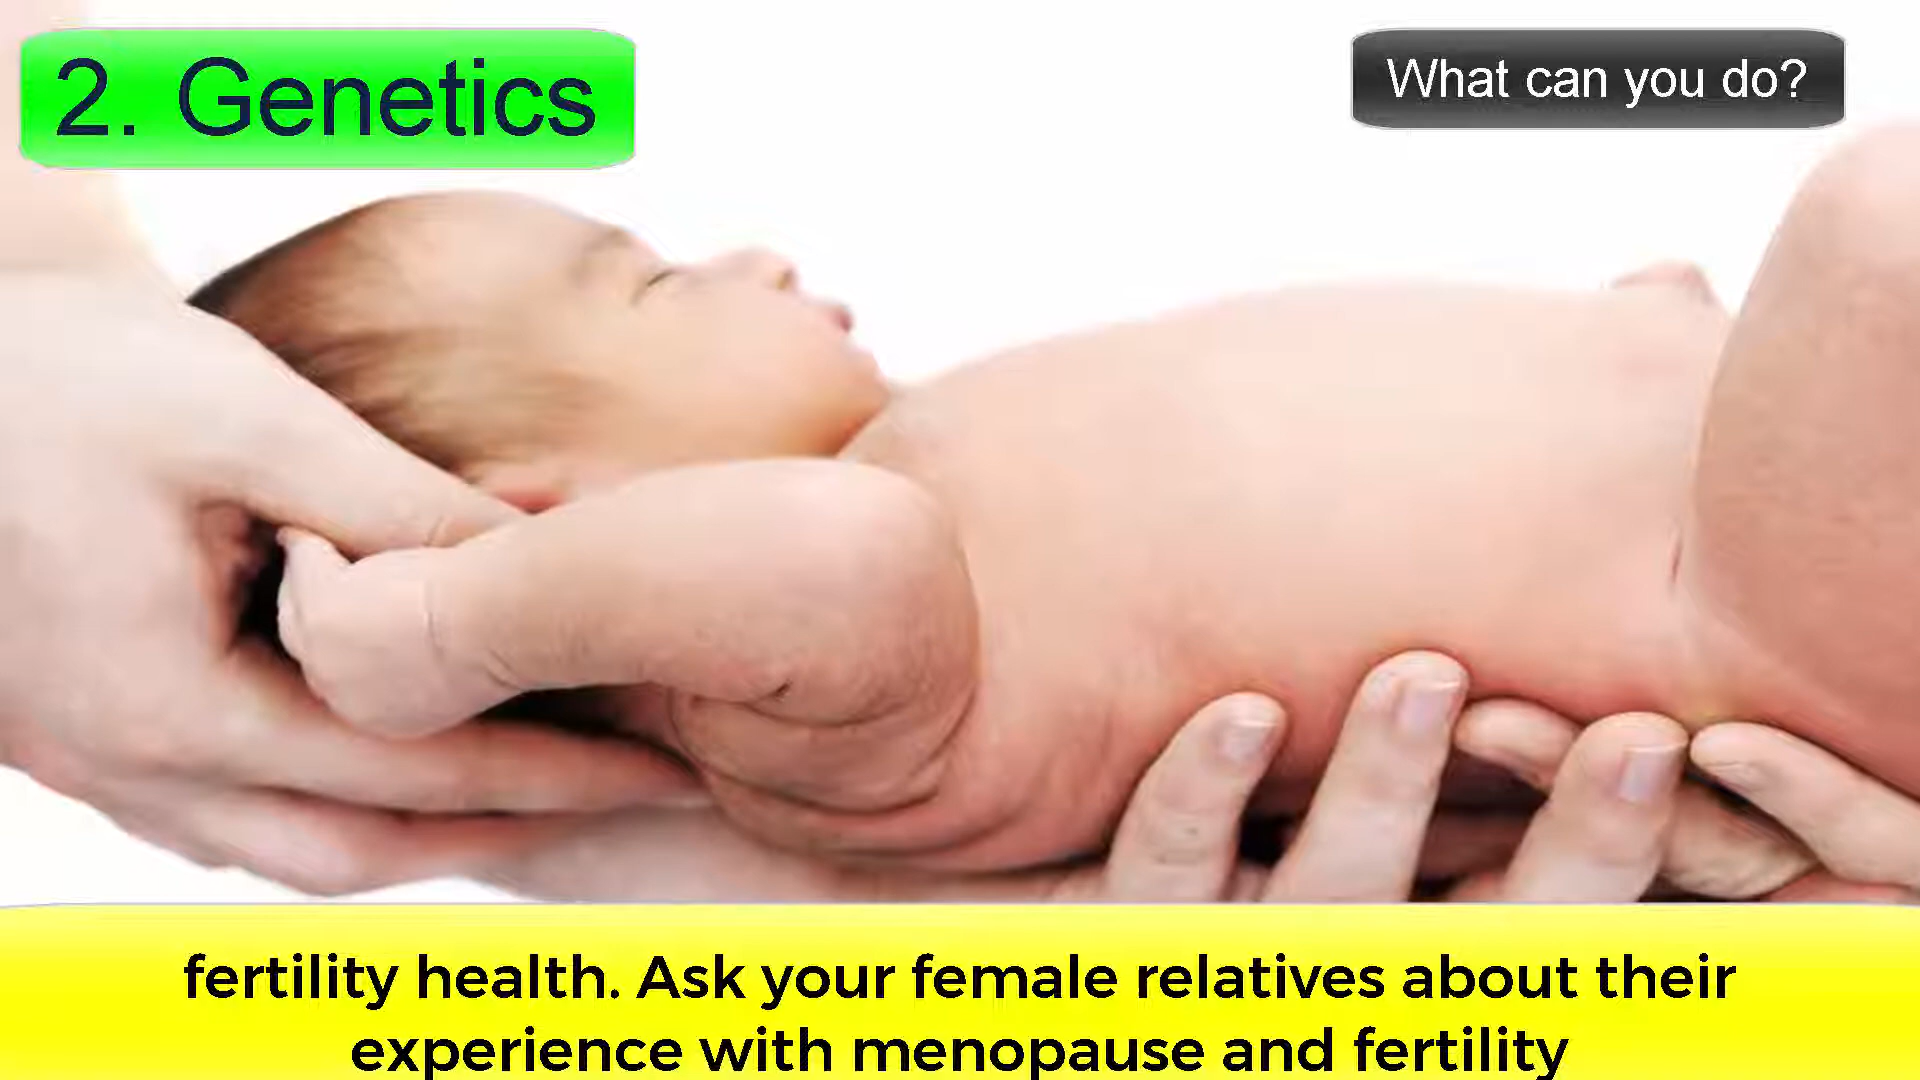 2. Genetics
What can you do?
fertility health. Ask your female relatives about their
experience with menopause and fertility